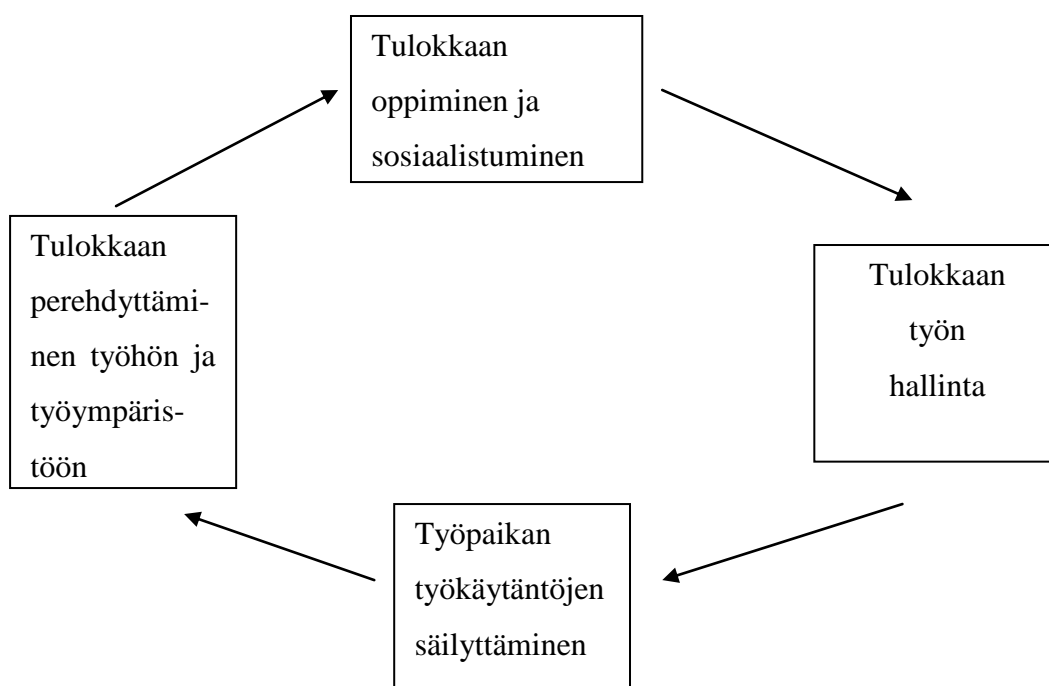 Tulokkaan
oppiminen ja
sosiaalistuminen
Tulokkaan
perehdyttämi-
nen työhön ja
työympäris-
töön
Tulokkaan
työn
hallinta
Työpaikan
työkäytäntöjen
säilyttäminen